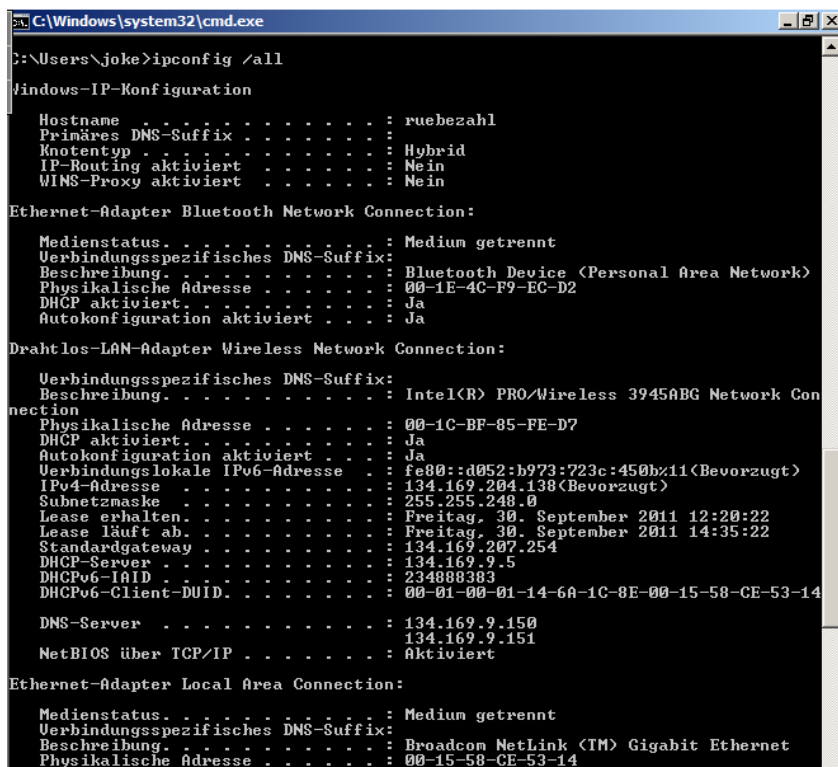 C:\Windows\system32\cmd.exe
C:\Users\joke>ipconfig /all
Windows-IP-Konfiguration
Hostname . . . . . . . . . . . . : ruebezahl
Primäres DNS-Suffix . . . . . . . :
Knotentyp . . . . . . . . . . . . : Hybrid
IP-Routing aktiviert . . . . . . : Nein
WINS-Proxy aktiviert . . . . . . : Nein
Ethernet-Adapter Bluetooth Network Connection:
Medienstatus. . . . . . . . . . . : Medium getrennt
Verbindungsspezifisches DNS-Suffix:
Beschreibung. . . . . . . . . . . : Bluetooth Device (Personal Area Network)
Physikalische Adresse . . . . . . : 00-1E-4C-F9-EC-D2
DHCP aktiviert. . . . . . . . . . : Ja
Autokonfiguration aktiviert . . . : Ja
Drahtlos-LAN-Adapter Wireless Network Connection:
Verbindungsspezifisches DNS-Suffix:
Beschreibung. . . . . . . . . . . : Intel(R) PRO/Wireless 3945ABG Network Con
nection
Physikalische Adresse . . . . . . : 00-1C-BF-85-FE-D7
DHCP aktiviert. . . . . . . . . . : Ja
Autokonfiguration aktiviert . . . : Ja
Verbindungslokale IPv6-Adresse . : fe80::d052:b973:723c:450b%11(Bevorzugt)
IPv4-Adresse . . . . . . . . . . : 134.169.204.138(Bevorzugt)
Subnetzmaske . . . . . . . . . . : 255.255.248.0
Lease erhalten. . . . . . . . . . : Freitag, 30. September 2011 12:20:22
Lease läuft ab. . . . . . . . . . : Freitag, 30. September 2011 14:35:22
Standardgateway . . . . . . . . . : 134.169.207.254
DHCP-Server . . . . . . . . . . . : 134.169.9.5
DHCPv6-IAID . . . . . . . . . . . : 234888383
DHCPv6-Client-DUID. . . . . . . . : 00-01-00-01-14-6A-1C-8E-00-15-58-CE-53-14
DNS-Server . . . . . . . . . . . : 134.169.9.150
134.169.9.151
NetBIOS über TCP/IP . . . . . . . : Aktiviert
Ethernet-Adapter Local Area Connection:
Medienstatus. . . . . . . . . . . : Medium getrennt
Verbindungsspezifisches DNS-Suffix:
Beschreibung. . . . . . . . . . . : Broadcom NetLink (TM) Gigabit Ethernet
Physikalische Adresse . . . . . . : 00-15-58-CE-53-14